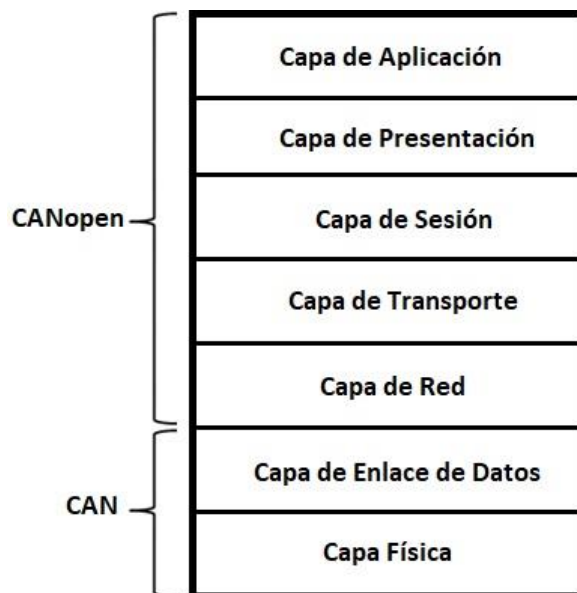 Capa de Aplicación
Capa de Presentación
CANopen
Capa de Sesión
Capa de Transporte
Capa de Red
Capa de Enlace de Datos
CAN
Capa Física